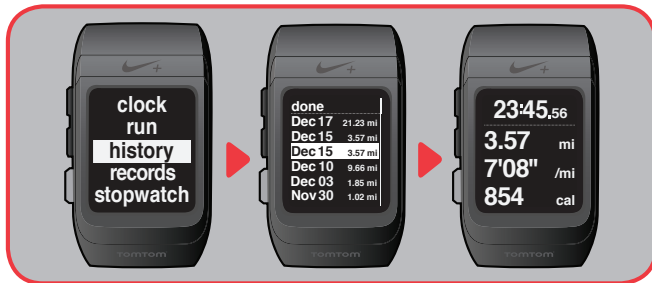 clock
run
history
records
stopwatch
TOMTOM
done
Dec 17 21.23 mi
Dec 15 3.57 mi
Dec 15 3.57 mi
Dec 10 9.66 mi
Dec 03 1.85 mi
Nov 30 1.02 mi
TOMTOM
23:45.56
3.57 mi
7'08" /mi
854 cal
TOMTOM